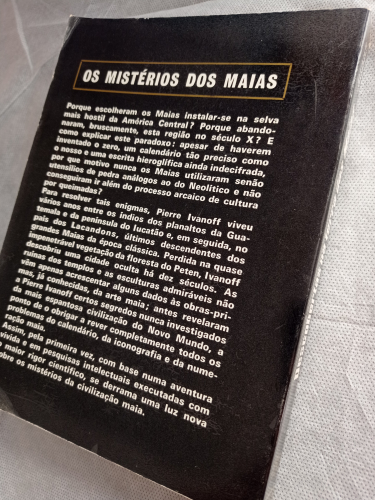 OS MISTÉRIOS DOS MAIAS
Porque escolheram os Maias instalar-se na selva
mais hostil da América Central? Porque abando-
naram, bruscamente, esta região no século X? E
como explicar este paradoxo: apesar de haverem
inventado o zero, um calendário tão preciso como
o nosso e uma escrita hieroglífica ainda indecifrada,
por que motivo nunca os Maias utilizaram senão
utensílios de pedra análogos ao do Neolítico e não
conseguiram ir além do processo arcaico de cultura
por queimadas?
Para resolver tais enigmas, Pierre Ivanoff viveu
vários anos entre os índios dos planaltos da Gua-
temala e da península do Iucatão e, em seguida, no
país dos Lacandons, últimos descendentes dos
grandes Maias da época clássica. Perdida na quase
impenetrável vegetação da floresta do Peten, Ivanoff
descobriu uma cidade oculta há dez séculos. As
ruínas dos templos e as esculturas admiráveis não
vêm apenas acrescentar alguns dados às obras-pri-
mas, já conhecidas, da arte maia; antes revelaram
a Pierre Ivanoff certos segredos nunca investigados
da mais espantosa civilização do Novo Mundo, a
ponto de o obrigar a rever completamente todos os
problemas do calendário, da iconografia e da nume-
ração maia.
Assim, pela primeira vez, com base numa aventura
vivida e em pesquisas intelectuais executadas com
o maior rigor científico, se derrama uma luz nova
sobre os mistérios da civilização maia.